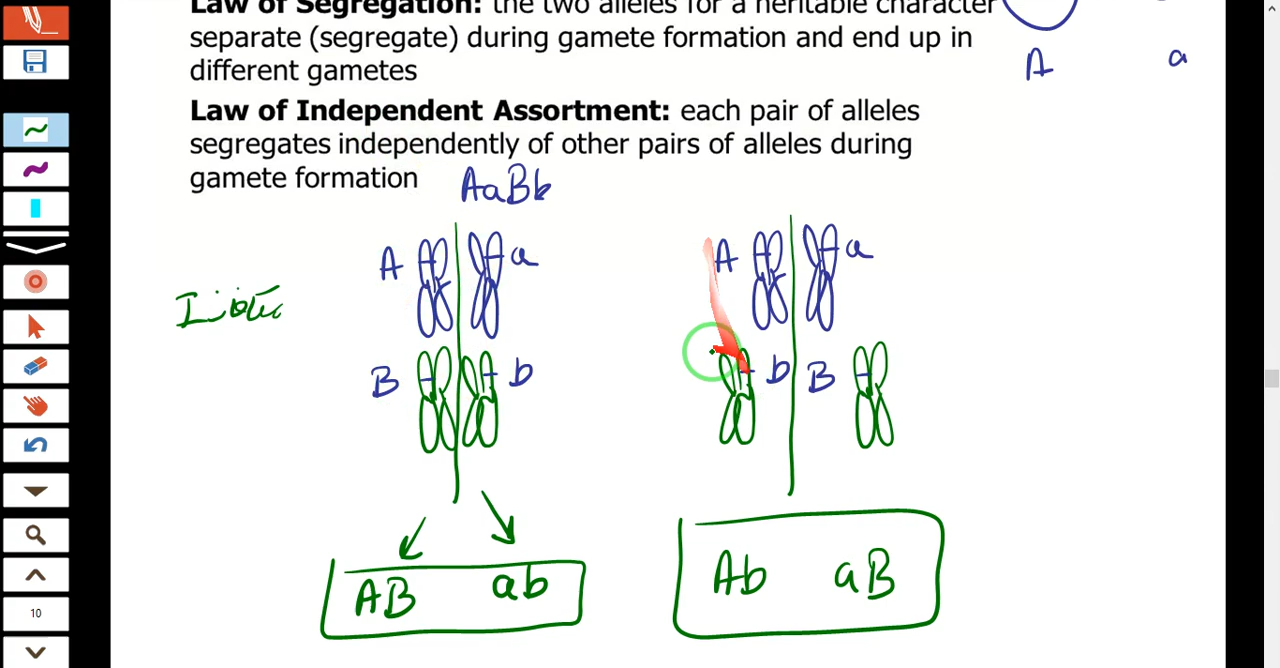 Law of Segregation: the two alleles for a heritable character
separate (segregate) during gamete formation and end up in
different gametes
A a
Law of Independent Assortment: each pair of alleles
segregates independently of other pairs of alleles during
gamete formation
AaBb
A a A a
B b b B
AB ab Ab aB
10